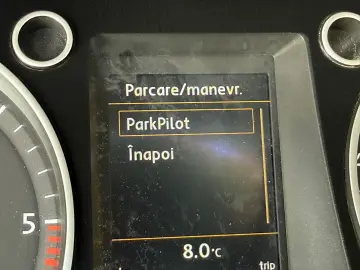 Parcare/manevr.
ParkPilot
Înapoi
5
8.0°C
trip